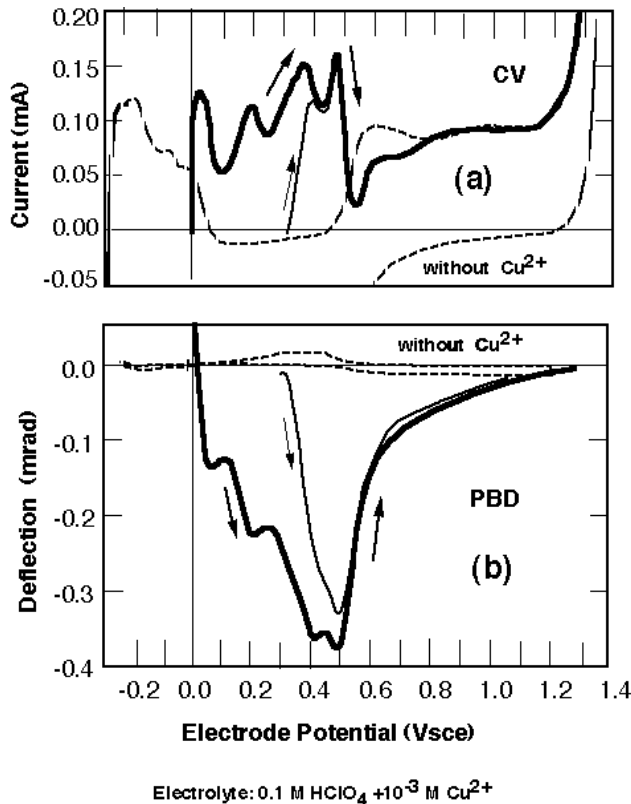 0.20
0.15
CV
0.10
0.05
(a)
0.00
without Cu2+
-0.05
Current (mA)
without Cu2+
0.0
-0.1
-0.2
PBD
(b)
-0.3
-0.4
Deflection (mrad)
-0.2 0.0 0.2 0.4 0.6 0.8 1.0 1.2 1.4
Electrode Potential (Vsce)
Electrolyte: 0.1 M HClO4 +10-3 M Cu2+